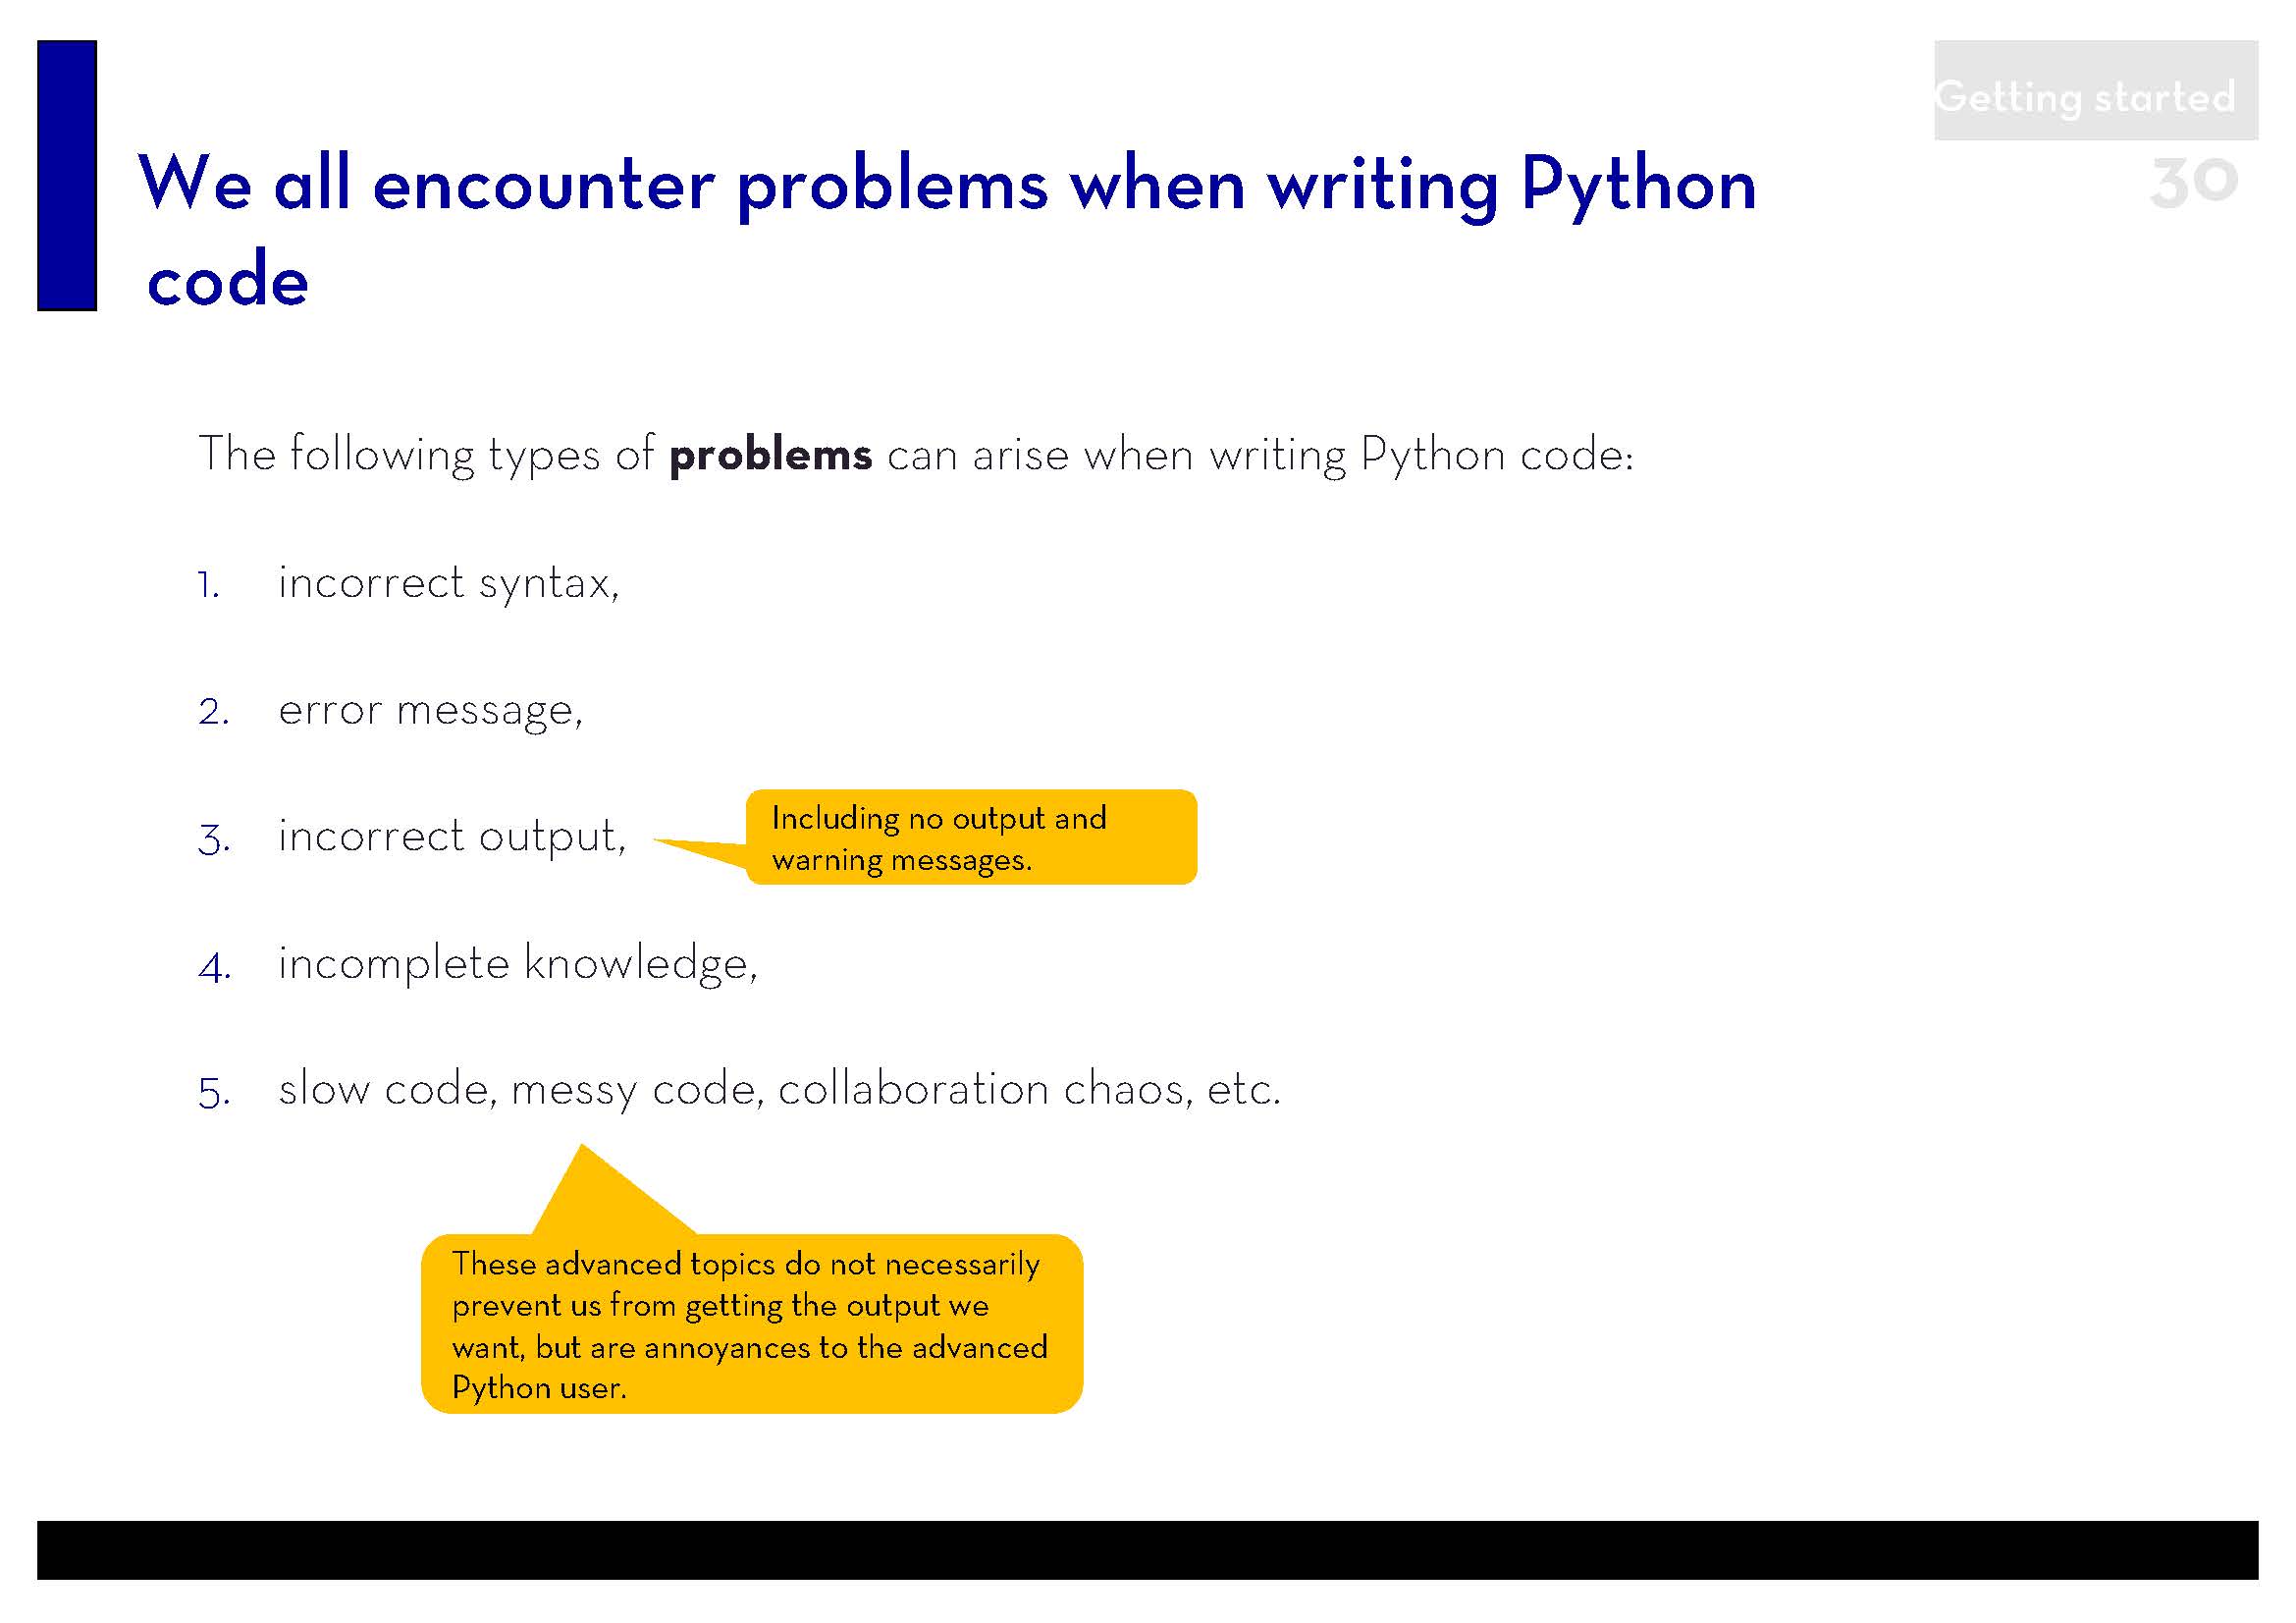 Getting started
30
We all encounter problems when writing Python
code
The following types of problems can arise when writing Python code:
1. incorrect syntax,
2. error message,
3. incorrect output,
Including no output and
warning messages.
4. incomplete knowledge,
5. slow code, messy code, collaboration chaos, etc.
These advanced topics do not necessarily
prevent us from getting the output we
want, but are annoyances to the advanced
Python user.